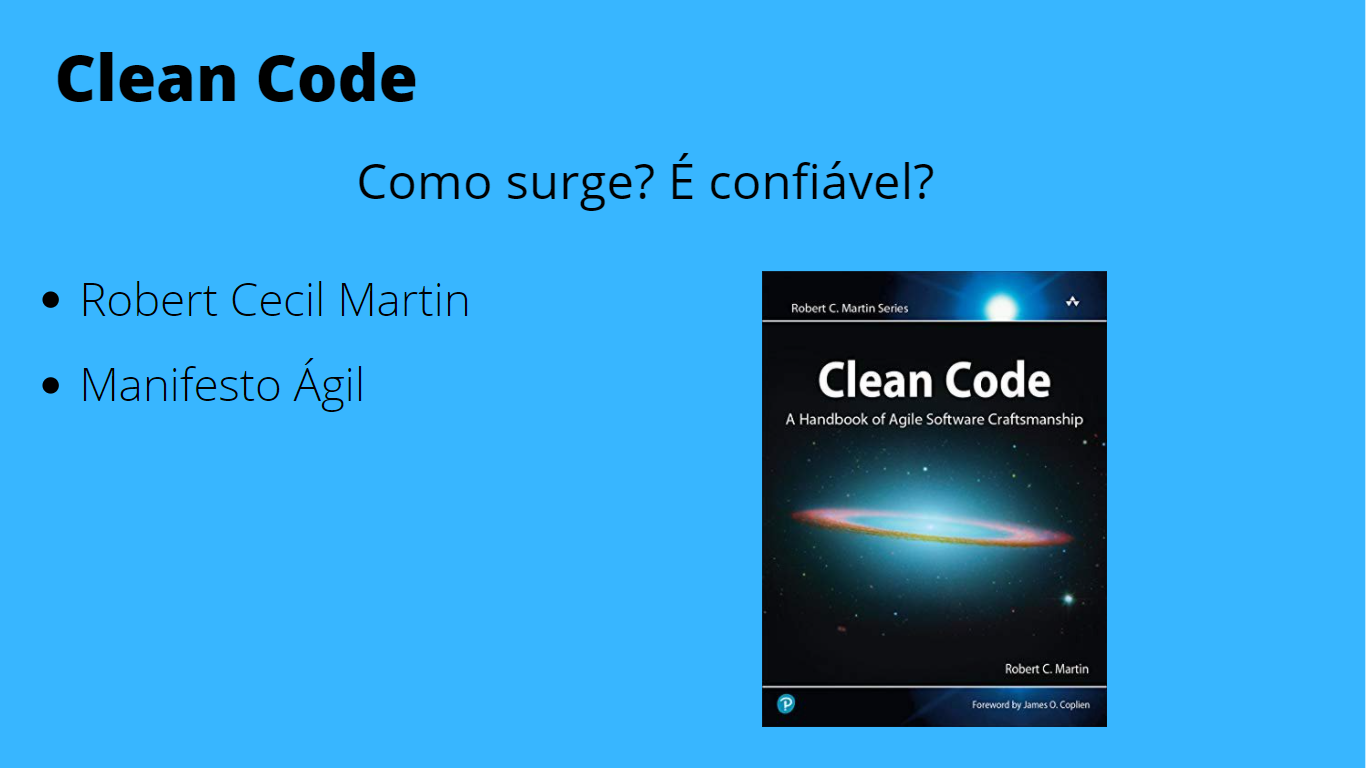 Clean Code
Como surge? É confiável?
• Robert Cecil Martin
• Manifesto Ágil
Robert C. Martin Series
Clean Code
A Handbook of Agile Software Craftsmanship
Robert C. Martin
P
Foreword by James O. Coplien